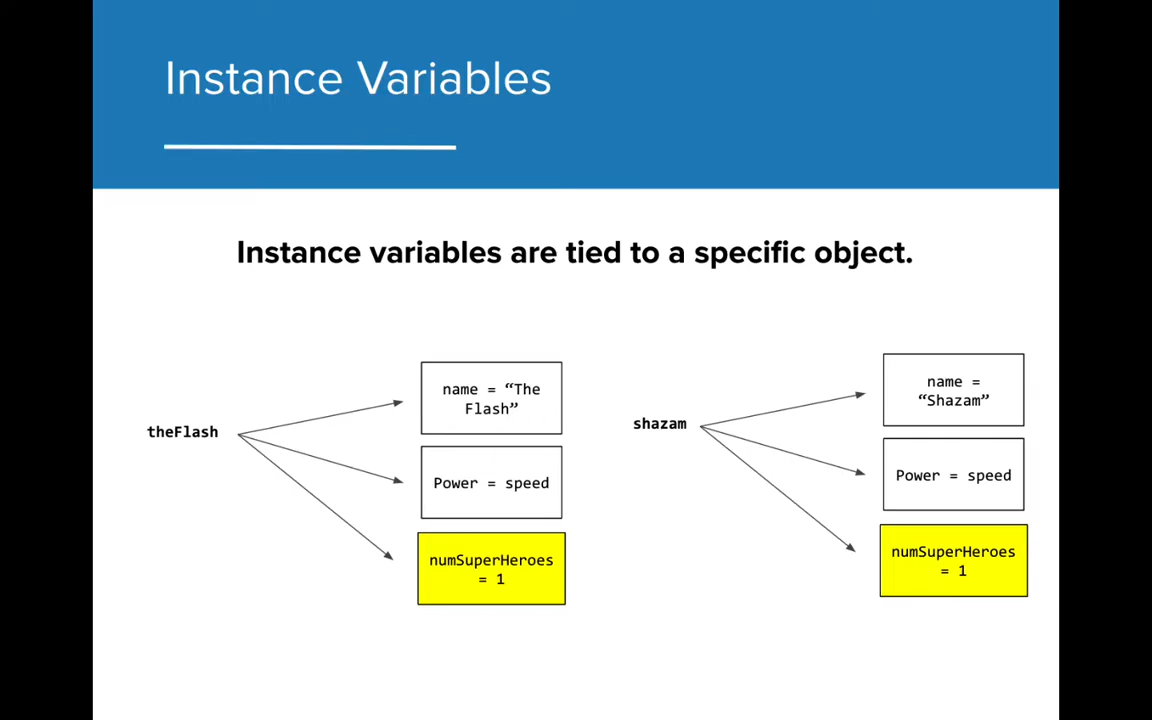 Instance Variables
Instance variables are tied to a specific object.
theFlash
name = “The
Flash”
Power = speed
numSuperHeroes
= 1
shazam
name =
“Shazam”
Power = speed
numSuperHeroes
= 1